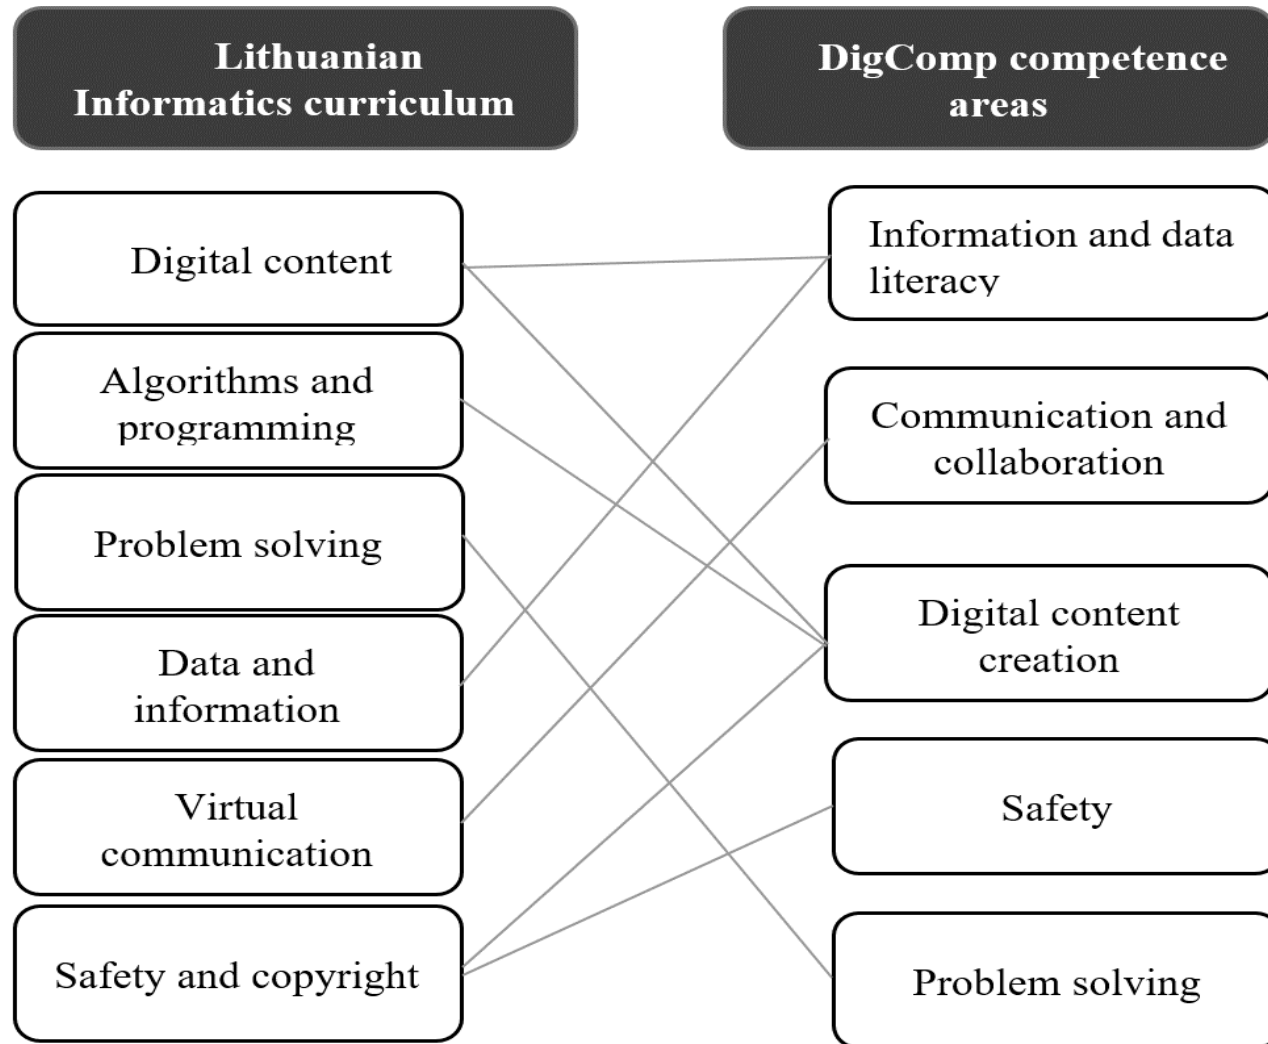 Lithuanian
Informatics curriculum
DigComp competence
areas
Digital content
Algorithms and
programming
Problem solving
Data and
information
Virtual
communication
Safety and copyright
Information and data
literacy
Communication and
collaboration
Digital content
creation
Safety
Problem solving